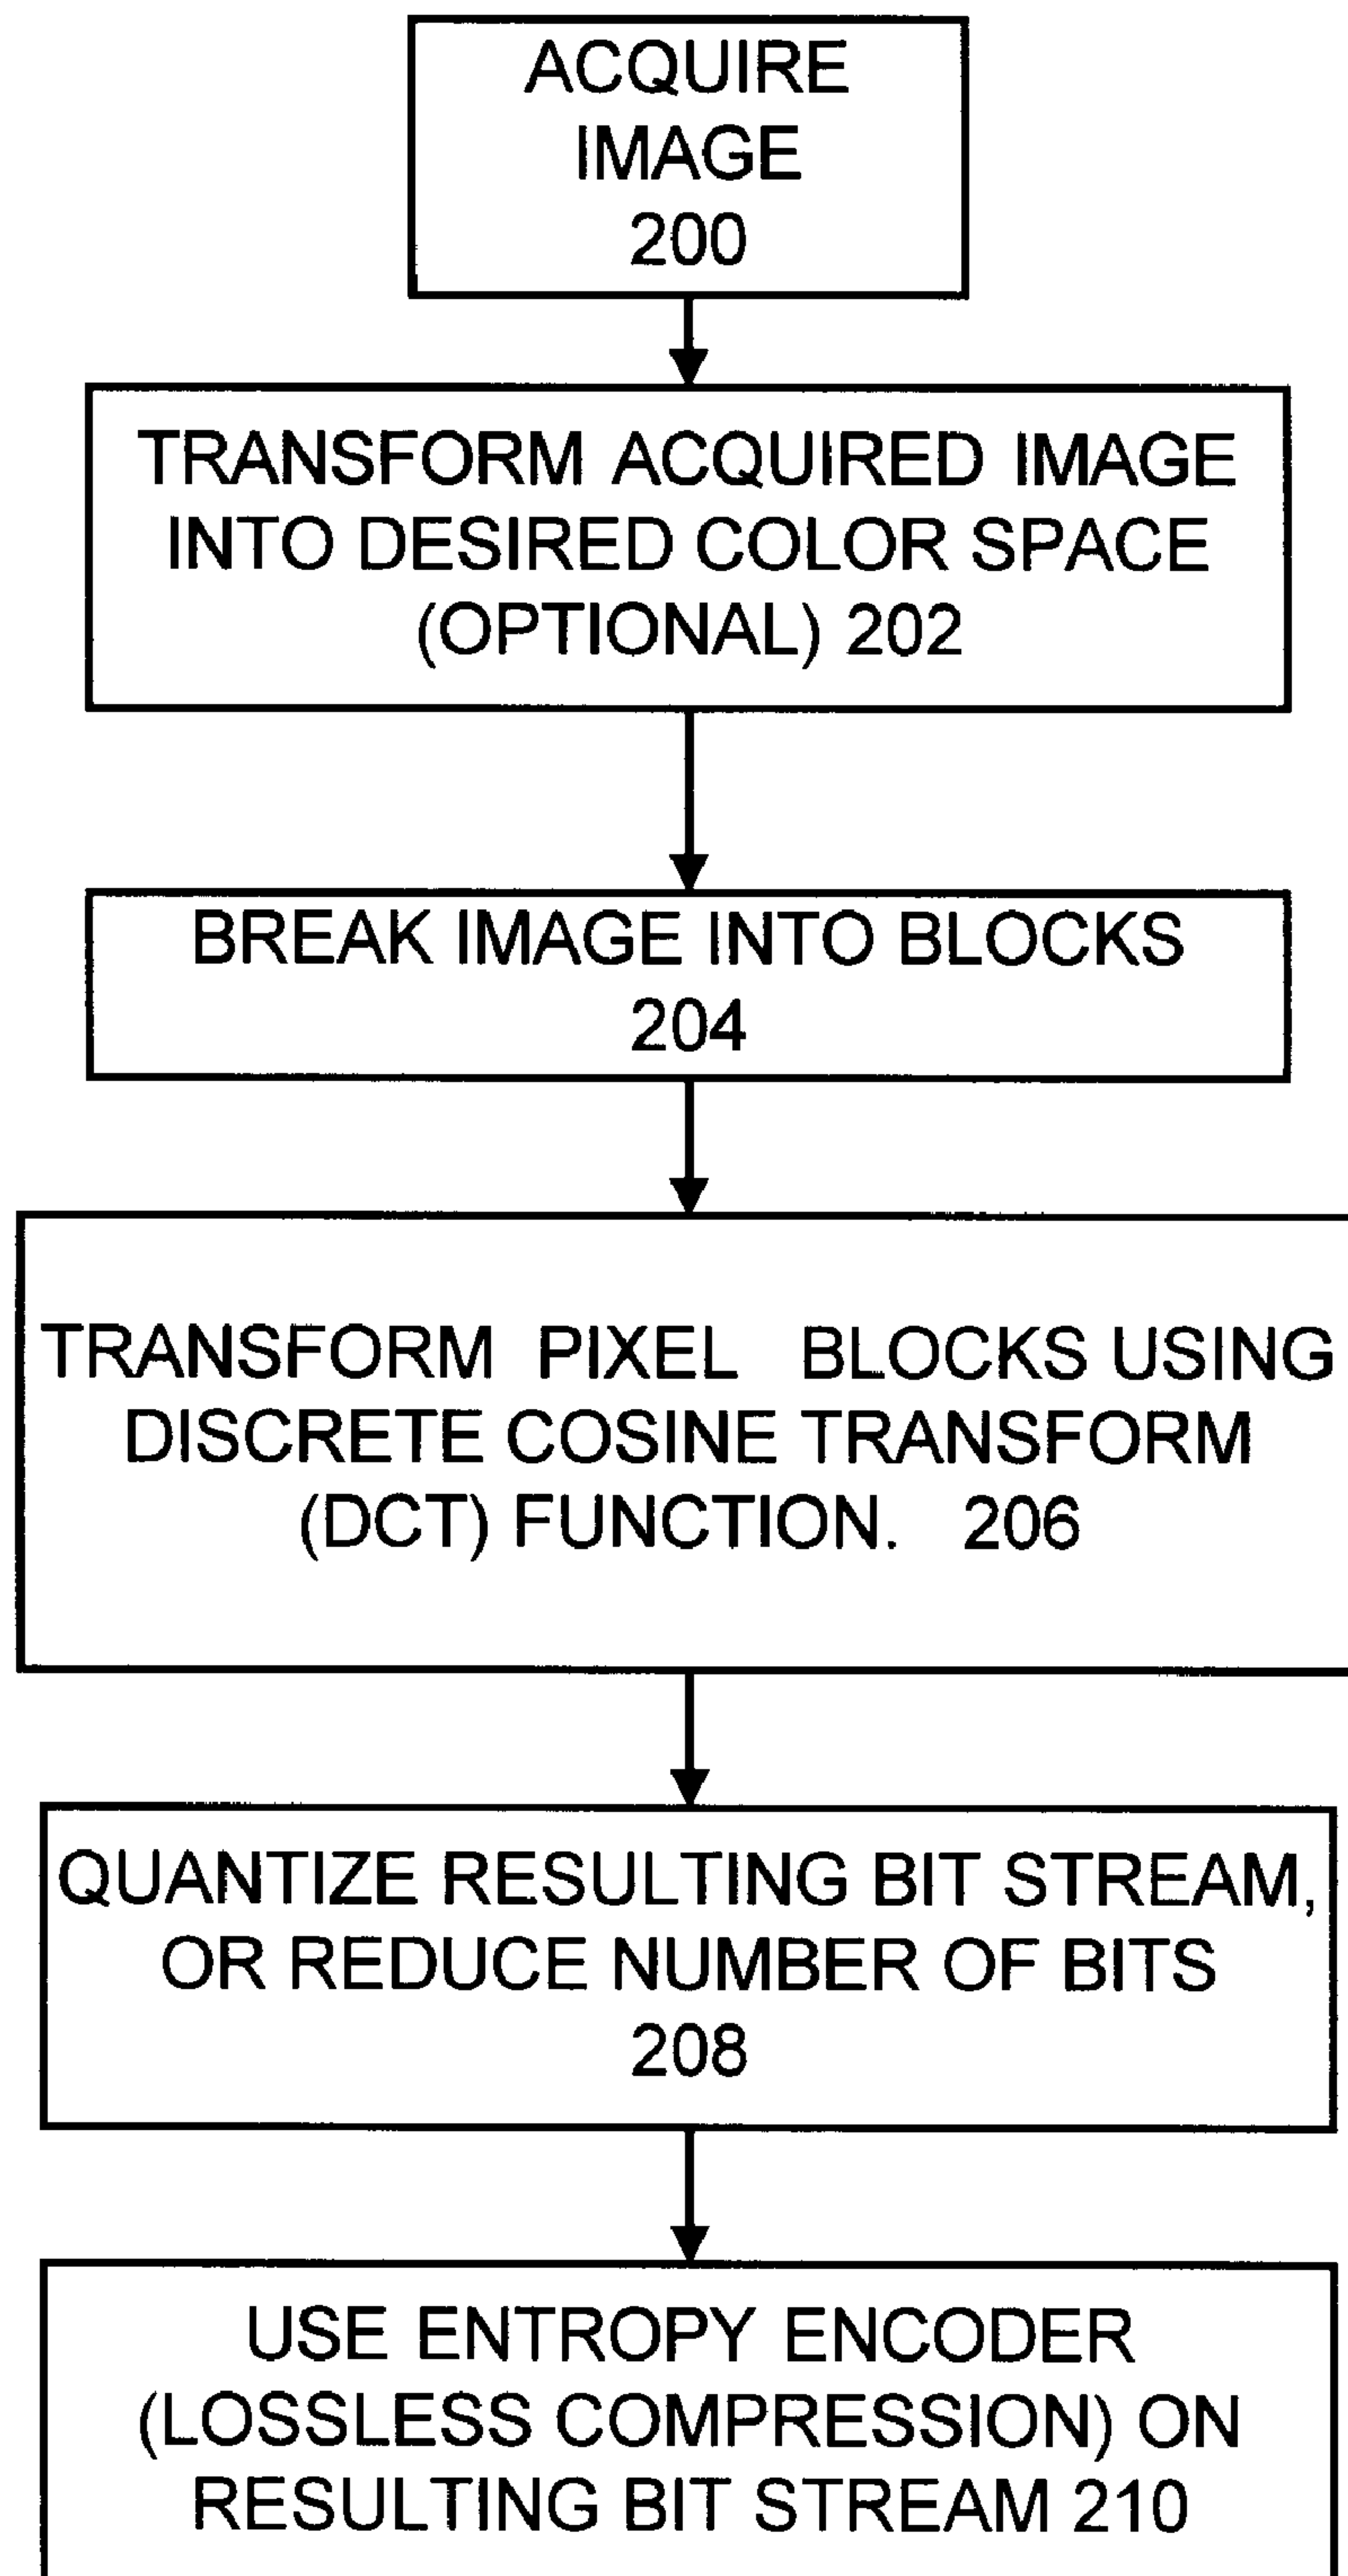 ACQUIRE
IMAGE
200
TRANSFORM ACQUIRED IMAGE
INTO DESIRED COLOR SPACE
(OPTIONAL) 202
BREAK IMAGE INTO BLOCKS
204
TRANSFORM PIXEL BLOCKS USING
DISCRETE COSINE TRANSFORM
(DCT) FUNCTION. 206
QUANTIZE RESULTING BIT STREAM,
OR REDUCE NUMBER OF BITS
208
USE ENTROPY ENCODER
(LOSSLESS COMPRESSION) ON
RESULTING BIT STREAM 210